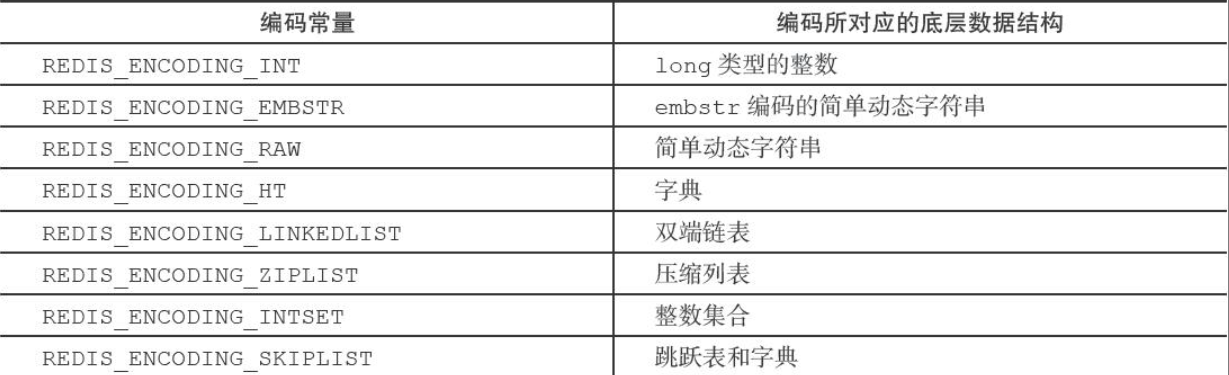 编码常量 编码所对应的底层数据结构
REDIS_ENCODING_INT long 类型的整数
REDIS_ENCODING_EMBSTR embstr 编码的简单动态字符串
REDIS_ENCODING_RAW 简单动态字符串
REDIS_ENCODING_HT 字典
REDIS_ENCODING_LINKEDLIST 双端链表
REDIS_ENCODING_ZIPLIST 压缩列表
REDIS_ENCODING_INTSET 整数集合
REDIS_ENCODING_SKIPLIST 跳跃表和字典